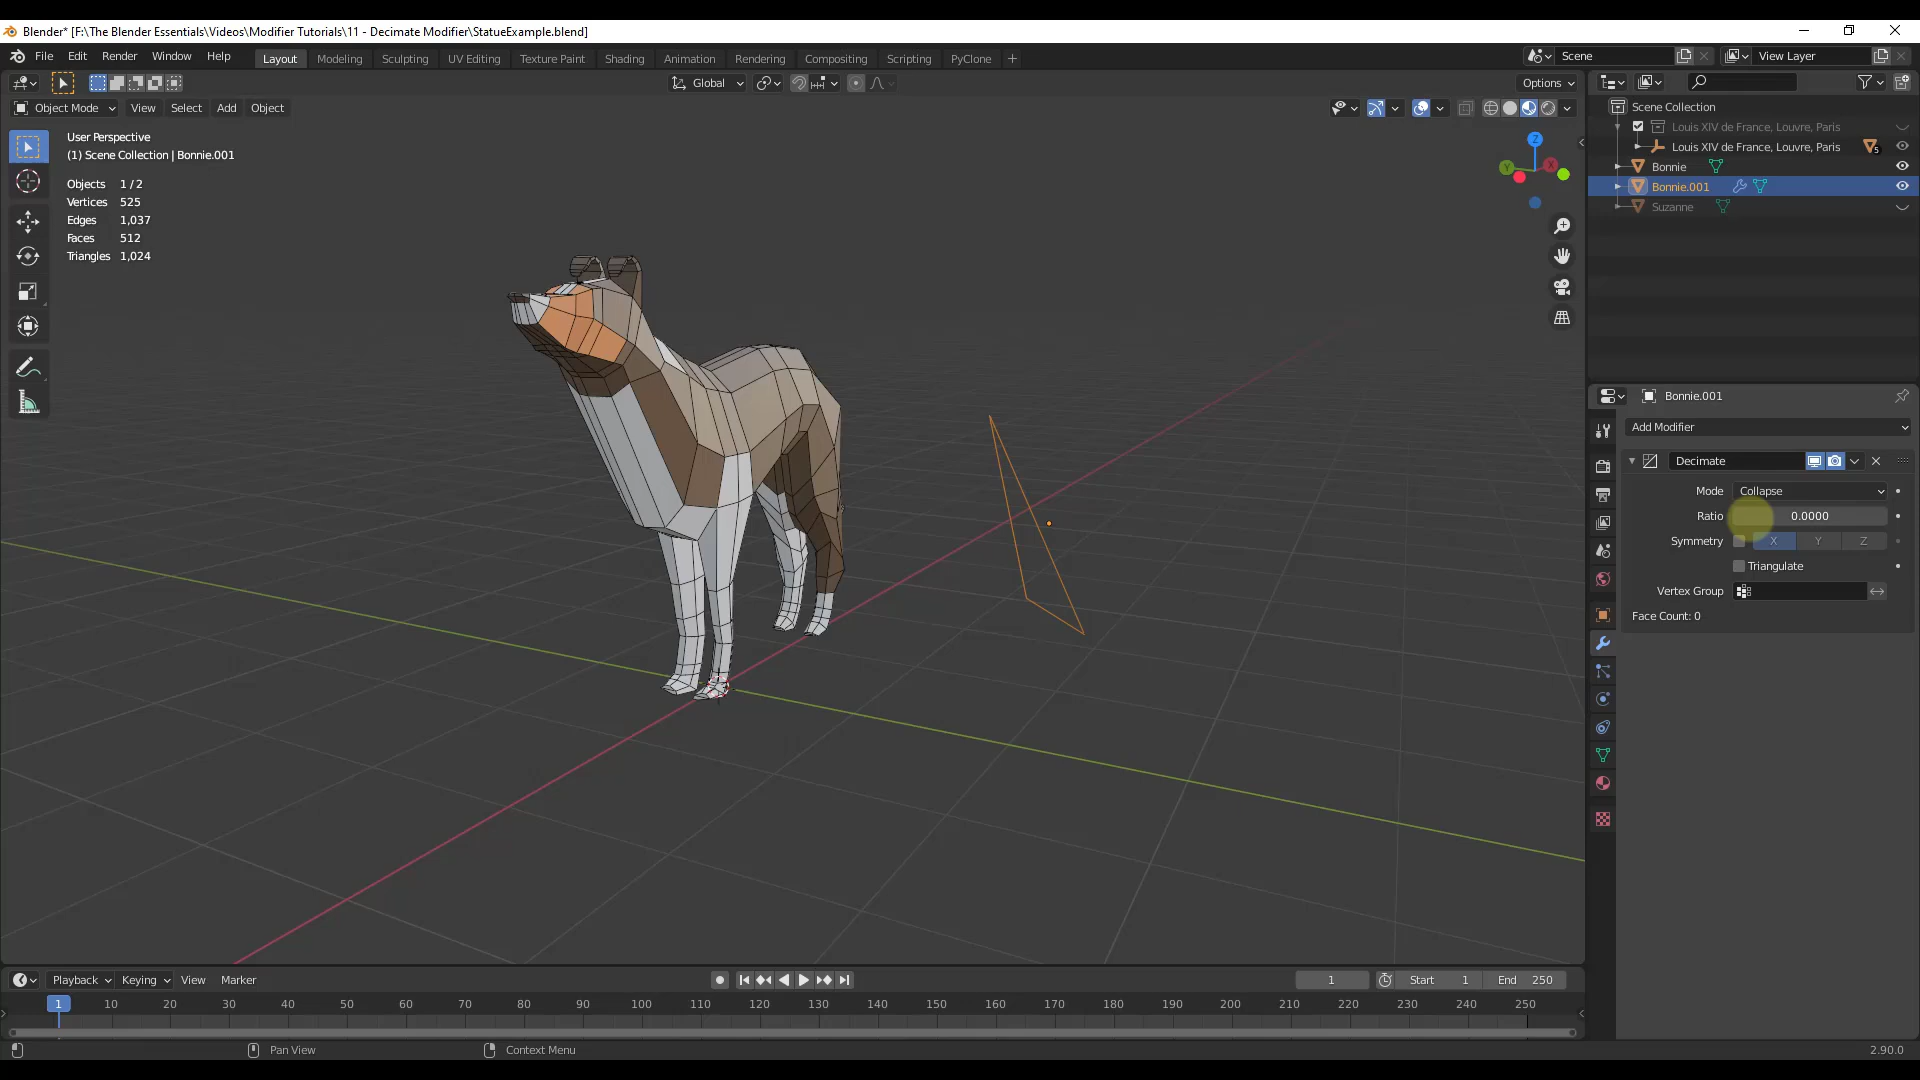 Blender* [F:\The Blender Essentials\Videos\Modifier Tutorials\11 - Decimate Modifier\StatueExample.blend]
File Edit Render Window Help Layout Modeling Sculpting UV Editing Texture Paint Shading Animation Rendering Compositing Scripting PyClone + Scene View Layer
Global Options
Object Mode View Select Add Object
User Perspective
(1) Scene Collection | Bonnie.001
Objects 1 / 2
Vertices 525
Edges 1,037
Faces 512
Triangles 1,024
Z
Y
X
Scene Collection
Louis XIV de France, Louvre, Paris
Louis XIV de France, Louvre, Paris 5
Bonnie
Bonnie.001
Suzanne
Bonnie.001
Add Modifier
Decimate
Mode Collapse
Ratio 0.0000
Symmetry X Y Z
Triangulate
Vertex Group
Face Count: 0
Playback Keying View Marker 1 Start 1 End 250
1 10 20 30 40 50 60 70 80 90 100 110 120 130 140 150 160 170 180 190 200 210 220 230 240 250
Pan View Context Menu 2.90.0